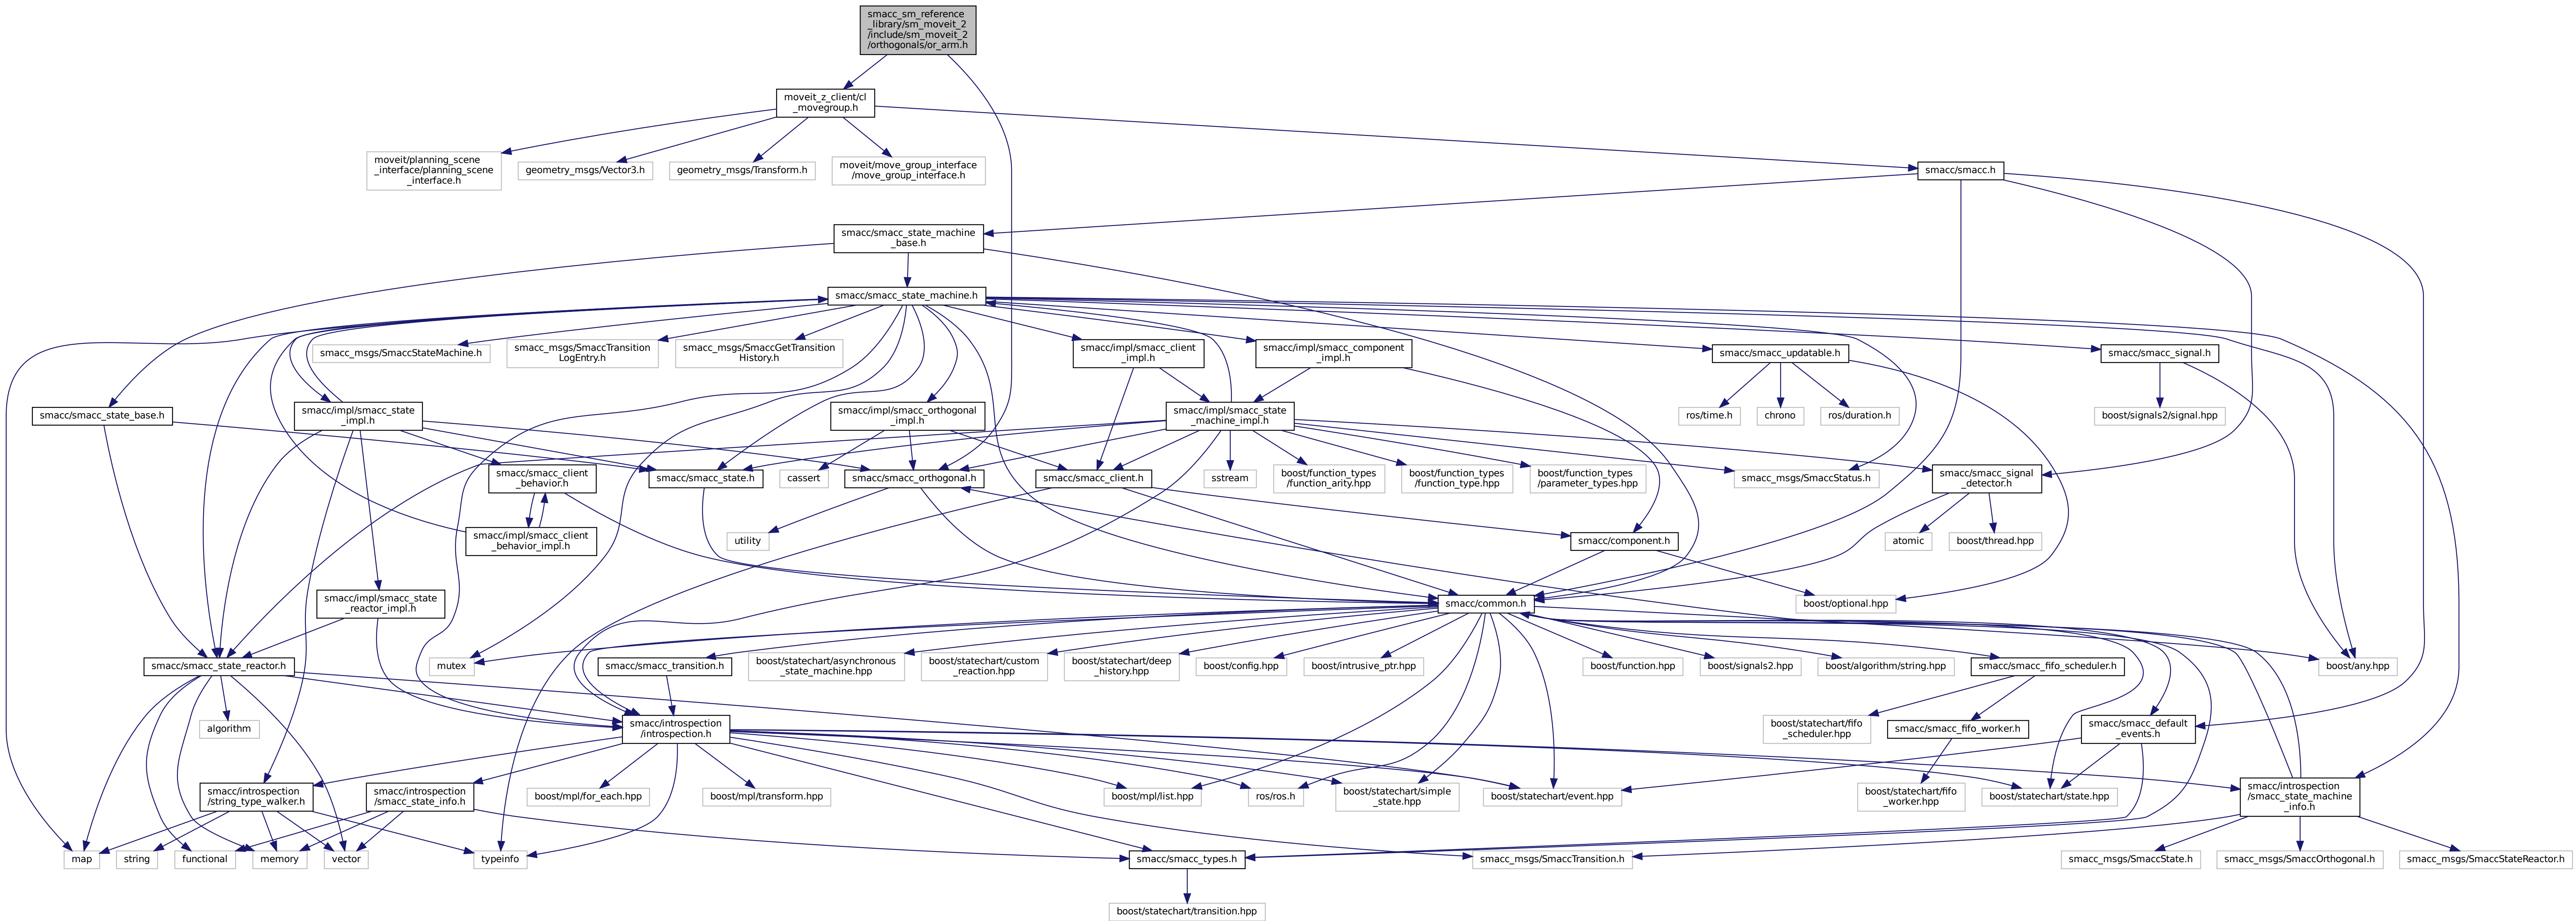 smacc_sm_reference
_library/sm_moveit_2
/include/sm_moveit_2
/orthogonals/or_arm.h
moveit_z_client/cl
_movegroup.h
moveit/planning_scene
_interface/planning_scene
_interface.h
geometry_msgs/Vector3.h
geometry_msgs/Transform.h
moveit/move_group_interface
/move_group_interface.h
smacc/smacc.h
smacc/smacc_state_machine
_base.h
smacc/smacc_state_machine.h
smacc_msgs/SmaccStateMachine.h
smacc_msgs/SmaccTransition
LogEntry.h
smacc_msgs/SmaccGetTransition
History.h
smacc/impl/smacc_client
_impl.h
smacc/impl/smacc_component
_impl.h
smacc/smacc_updatable.h
smacc/smacc_signal.h
smacc/smacc_state_base.h
smacc/impl/smacc_state
_impl.h
smacc/impl/smacc_orthogonal
_impl.h
smacc/impl/smacc_state
_machine_impl.h
ros/time.h
chrono
ros/duration.h
boost/signals2/signal.hpp
smacc/smacc_client
_behavior.h
smacc/smacc_state.h
cassert
smacc/smacc_orthogonal.h
smacc/smacc_client.h
sstream
boost/function_types
/function_arity.hpp
boost/function_types
/function_type.hpp
boost/function_types
/parameter_types.hpp
smacc_msgs/SmaccStatus.h
smacc/smacc_signal
_detector.h
smacc/impl/smacc_client
_behavior_impl.h
utility
smacc/component.h
atomic
boost/thread.hpp
smacc/impl/smacc_state
_reactor_impl.h
smacc/common.h
boost/optional.hpp
smacc/smacc_state_reactor.h
mutex
smacc/smacc_transition.h
boost/statechart/asynchronous
_state_machine.hpp
boost/statechart/custom
_reaction.hpp
boost/statechart/deep
_history.hpp
boost/config.hpp
boost/intrusive_ptr.hpp
boost/function.hpp
boost/signals2.hpp
boost/algorithm/string.hpp
smacc/smacc_fifo_scheduler.h
boost/any.hpp
algorithm
smacc/introspection
/introspection.h
boost/statechart/fifo
_scheduler.hpp
smacc/smacc_fifo_worker.h
smacc/smacc_default
_events.h
smacc/introspection
/string_type_walker.h
smacc/introspection
/smacc_state_info.h
boost/mpl/for_each.hpp
boost/mpl/transform.hpp
boost/mpl/list.hpp
ros/ros.h
boost/statechart/simple
_state.hpp
boost/statechart/event.hpp
boost/statechart/fifo
_worker.hpp
boost/statechart/state.hpp
smacc/introspection
/smacc_state_machine
_info.h
map
string
functional
memory
vector
typeinfo
smacc/smacc_types.h
smacc_msgs/SmaccTransition.h
smacc_msgs/SmaccState.h
smacc_msgs/SmaccOrthogonal.h
smacc_msgs/SmaccStateReactor.h
boost/statechart/transition.hpp